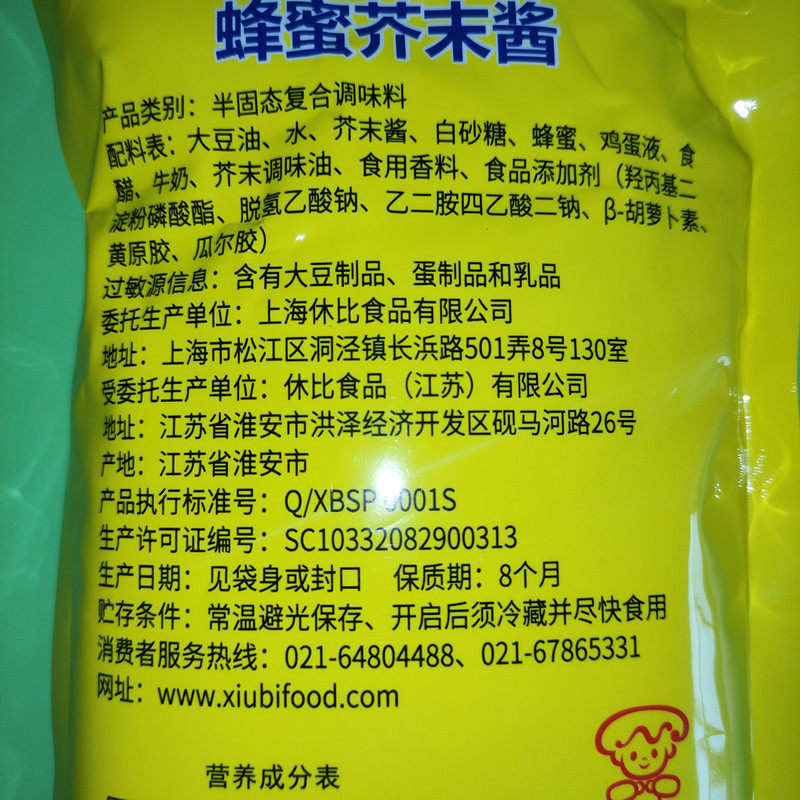 蜂蜜芥末酱
产品类别：半固态复合调味料
配料表：大豆油、水、芥末酱、白砂糖、蜂蜜、鸡蛋液、食
醋、牛奶、芥末调味油、食用香料、食品添加剂（羟丙基二
淀粉磷酸酯、脱氢乙酸钠、乙二胺四乙酸二钠、β-胡萝卜素、
黄原胶、瓜尔胶）
过敏源信息：含有大豆制品、蛋制品和乳品
委托生产单位：上海休比食品有限公司
地址：上海市松江区洞泾镇长浜路501弄8号130室
受委托生产单位：休比食品（江苏）有限公司
地址：江苏省淮安市洪泽经济开发区砚马河路26号
产地：江苏省淮安市
产品执行标准号：Q/XBSP 0001S
生产许可证编号：SC10332082900313
生产日期：见袋身或封口 保质期：8个月
贮存条件：常温避光保存、开启后须冷藏并尽快食用
消费者服务热线：021-64804488、021-67865331
网址：www.xiubifood.com
营养成分表